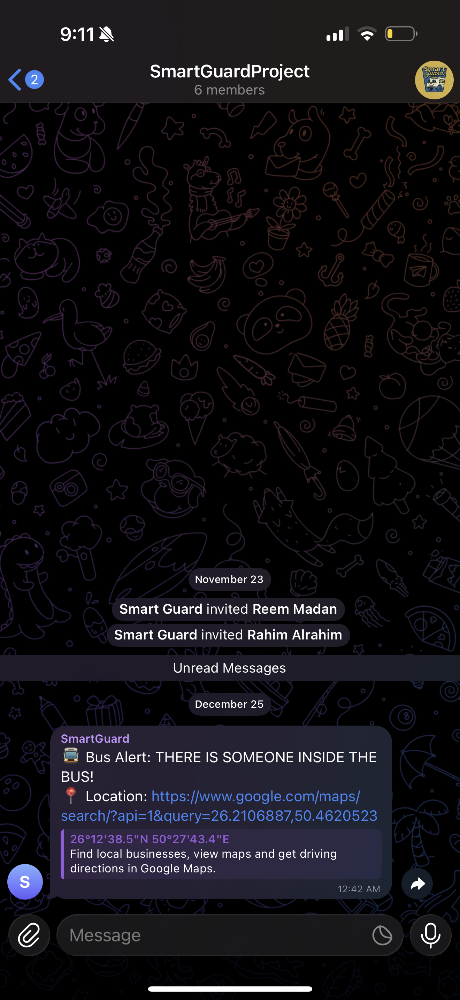 9:11
2
SmartGuardProject
6 members
Smart
Guard
November 23
Smart Guard invited Reem Madan
Smart Guard invited Rahim Alrahim
Unread Messages
December 25
SmartGuard
🚍 Bus Alert: THERE IS SOMEONE INSIDE THE
BUS!
📍 Location: https://www.google.com/maps/
search/?api=1&query=26.2106887,50.4620523
26°12'38.5"N 50°27'43.4"E
Find local businesses, view maps and get driving
directions in Google Maps.
12:42 AM
S
Message